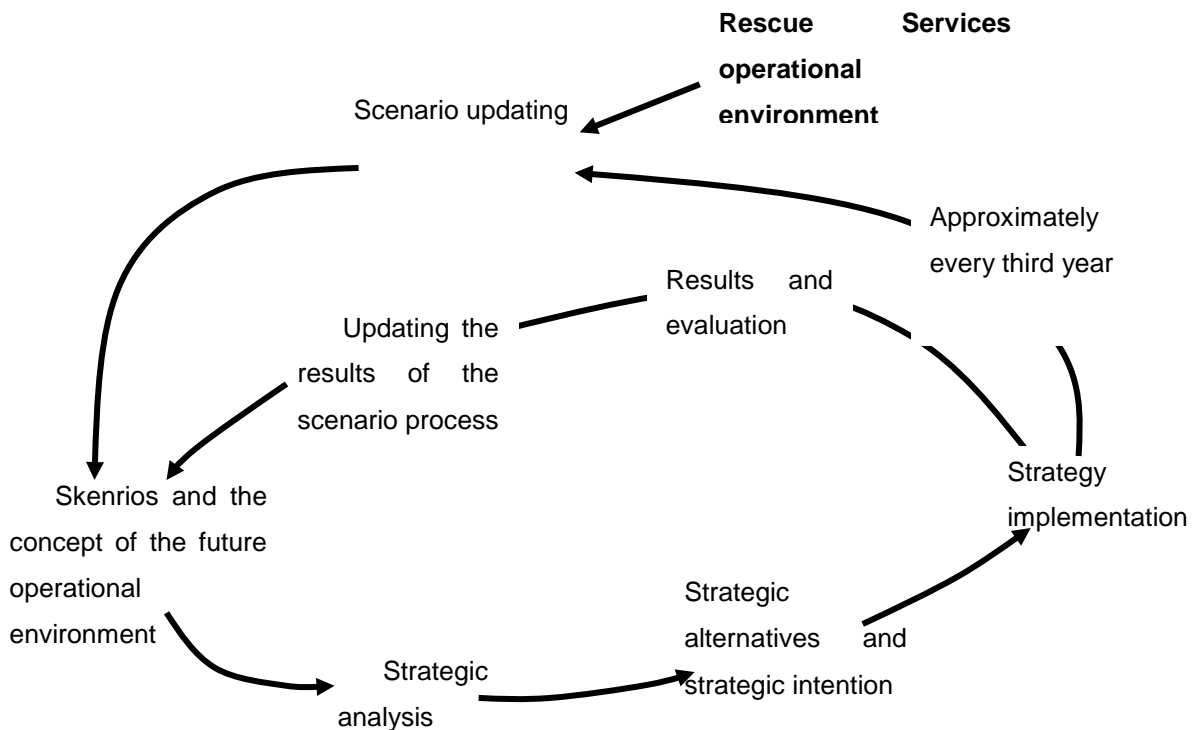 Rescue Services
operational
environment
Scenario updating
Approximately
every third year
Results and
evaluation
Updating the
results of the
scenario process
Skenrios and the
concept of the future
operational
environment
Strategy
implementation
Strategic
alternatives and
strategic intention
Strategic
analysis